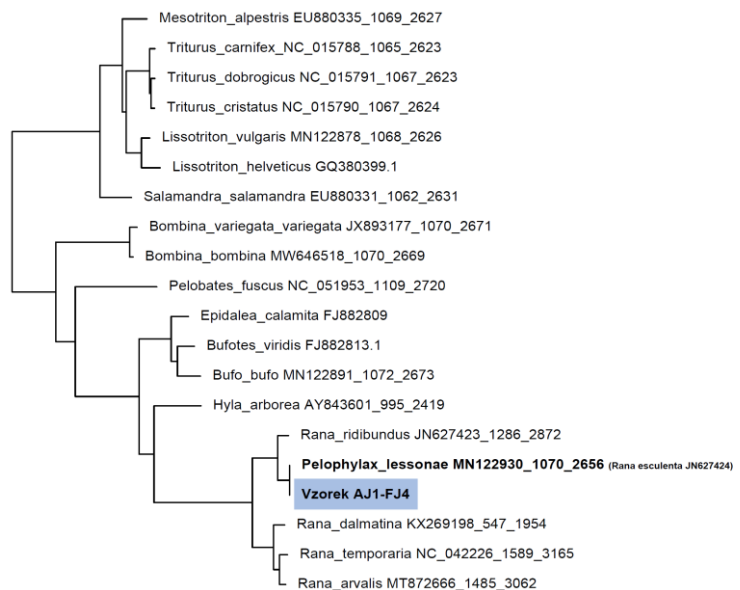 Mesotriton_alpestris EU880335_1069_2627
Triturus_carnifex_NC_015788_1065_2623
Triturus_dobrogicus NC_015791_1067_2623
Triturus_cristatus NC_015790_1067_2624
Lissotriton_vulgaris MN122878_1068_2626
Lissotriton_helveticus GQ380399.1
Salamandra_salamandra EU880331_1062_2631
Bombina_variegata_variegata JX893177_1070_2671
Bombina_bombina MW646518_1070_2669
Pelobates_fuscus NC_051953_1109_2720
Epidalea_calamita FJ882809
Bufotes_viridis FJ882813.1
Bufo_bufo MN122891_1072_2673
Hyla_arborea AY843601_995_2419
Rana_ridibundus JN627423_1286_2872
Pelophylax_lessonae MN122930_1070_2656 (Rana esculenta JN627424)
Vzorek AJ1-FJ4
Rana_dalmatina KX269198_547_1954
Rana_temporaria NC_042226_1589_3165
Rana_arvalis MT872666_1485_3062